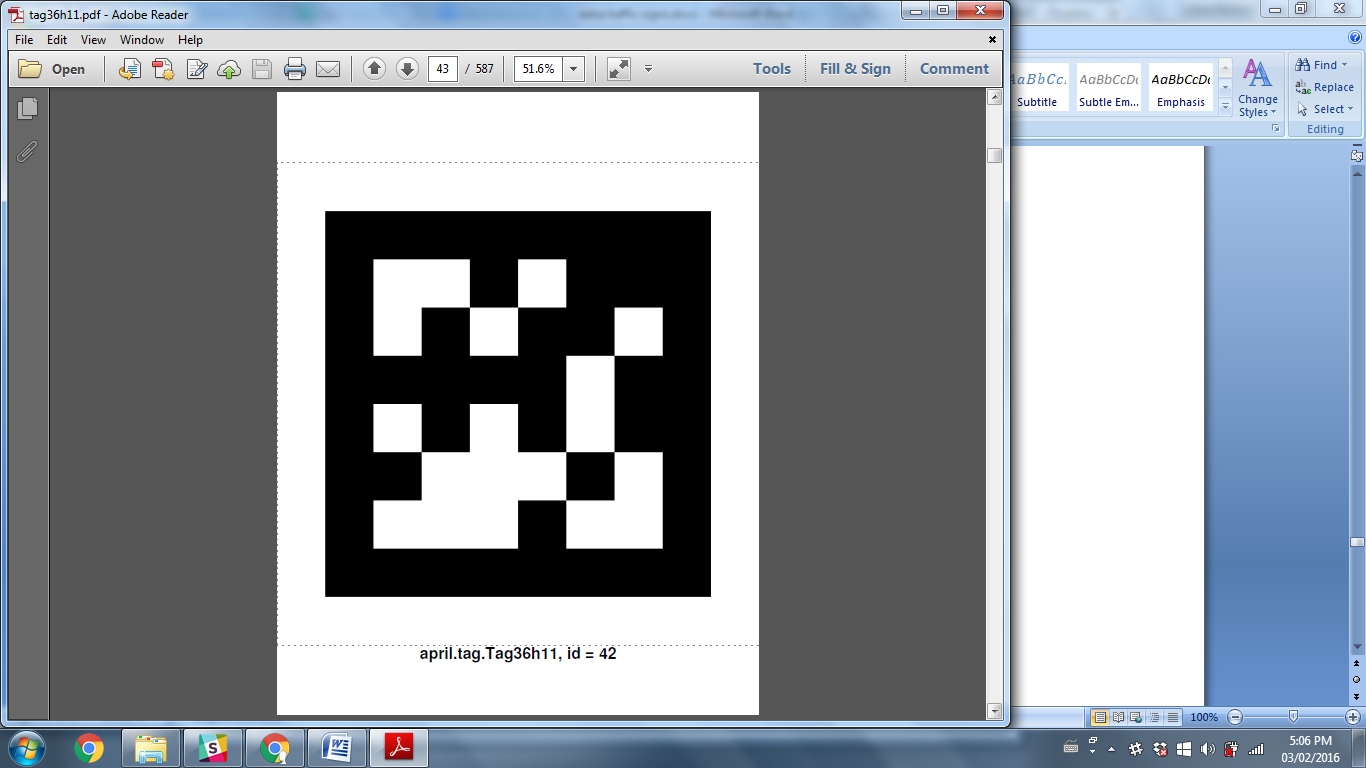 tag36h11.pdf - Adobe Reader
File Edit View Window Help
Open 43 / 587 51.6% Tools Fill & Sign Comment
april.tag.Tag36h11, id = 42
AaBbCcDc AaBbCcDc
Subtitle Subtle Em... Emphasis
Change
Styles
Find
Replace
Select
Editing
100%
5:06 PM
03/02/2016